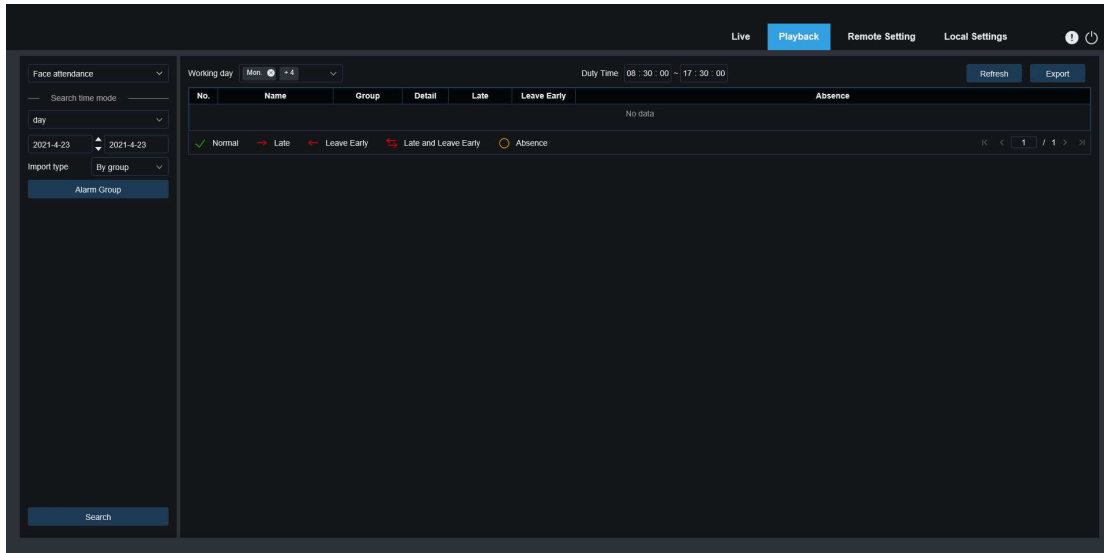 Live Playback Remote Setting Local Settings
Face attendance
Search time mode
day
2021-4-23 2021-4-23
Import type By group
Alarm Group
Search
Working day Mon. + 4 Duty Time 08 : 30 : 00 ~ 17 : 30 : 00 Refresh Export
No. Name Group Detail Late Leave Early Absence
No data
Normal Late Leave Early Late and Leave Early Absence 1 / 1